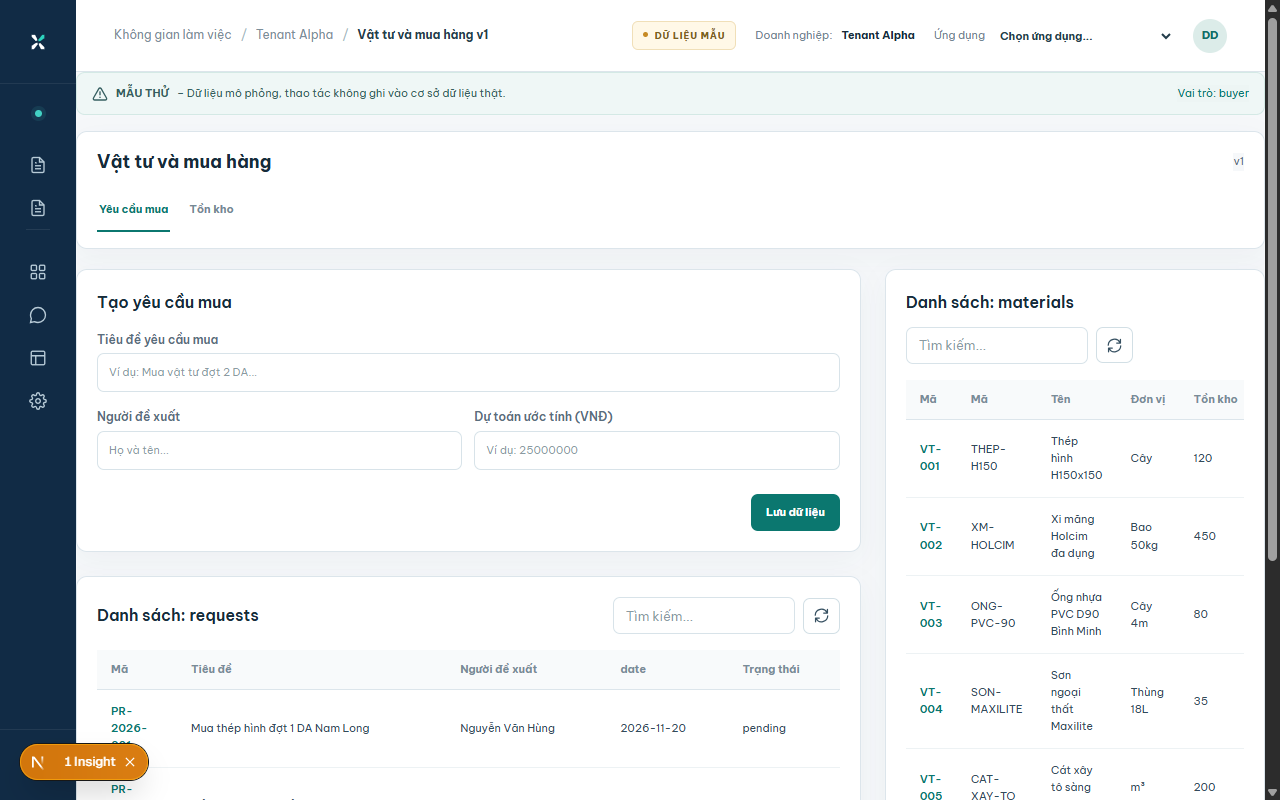 Không gian làm việc / Tenant Alpha / Vật tư và mua hàng v1
DỮ LIỆU MẪU
Doanh nghiệp: Tenant Alpha
Ứng dụng Chọn ứng dụng...
DD
MẪU THỬ – Dữ liệu mô phỏng, thao tác không ghi vào cơ sở dữ liệu thật.
Vai trò: buyer
Vật tư và mua hàng
v1
Yêu cầu mua
Tồn kho
Tạo yêu cầu mua
Tiêu đề yêu cầu mua
Ví dụ: Mua vật tư đợt 2 DA...
Người đề xuất
Dự toán ước tính (VNĐ)
Họ và tên...
Ví dụ: 25000000
Lưu dữ liệu
Danh sách: requests
Tìm kiếm...
Mã Tiêu đề Người đề xuất date Trạng thái
PR-
2026-
Mua thép hình đợt 1 DA Nam Long Nguyễn Văn Hùng 2026-11-20 pending
PR-
Danh sách: materials
Tìm kiếm...
Mã Mã Tên Đơn vị Tồn kho
VT-
001
THEP-
H150
Thép
hình
H150x150
Cây
120
VT-
002
XM-
HOLCIM
Xi măng
Holcim
đa dụng
Bao
50kg
450
VT-
003
ONG-
PVC-90
Ống nhựa
PVC D90
Bình Minh
Cây
4m
80
VT-
004
SON-
MAXILITE
Sơn
ngoại
thất
Maxilite
Thùng
18L
35
VT-
005
CAT-
XAY-TO
Cát xây
tô sàng
m³
200
1 Insight